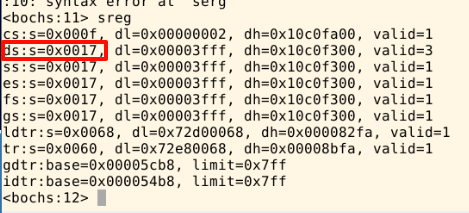 :10: syntax error at 'serg'
<bochs:11> sreg
cs:s=0x000f, dl=0x00000002, dh=0x10c0fa00, valid=1
ds:s=0x0017, dl=0x00003fff, dh=0x10c0f300, valid=3
ss:s=0x0017, dl=0x00003fff, dh=0x10c0f300, valid=1
es:s=0x0017, dl=0x00003fff, dh=0x10c0f300, valid=1
fs:s=0x0017, dl=0x00003fff, dh=0x10c0f300, valid=1
gs:s=0x0017, dl=0x00003fff, dh=0x10c0f300, valid=1
ldtr:s=0x0068, dl=0x72d00068, dh=0x000082fa, valid=1
tr:s=0x0060, dl=0x72e80068, dh=0x00008bfa, valid=1
gdtr:base=0x00005cb8, limit=0x7ff
idtr:base=0x000054b8, limit=0x7ff
<bochs:12>